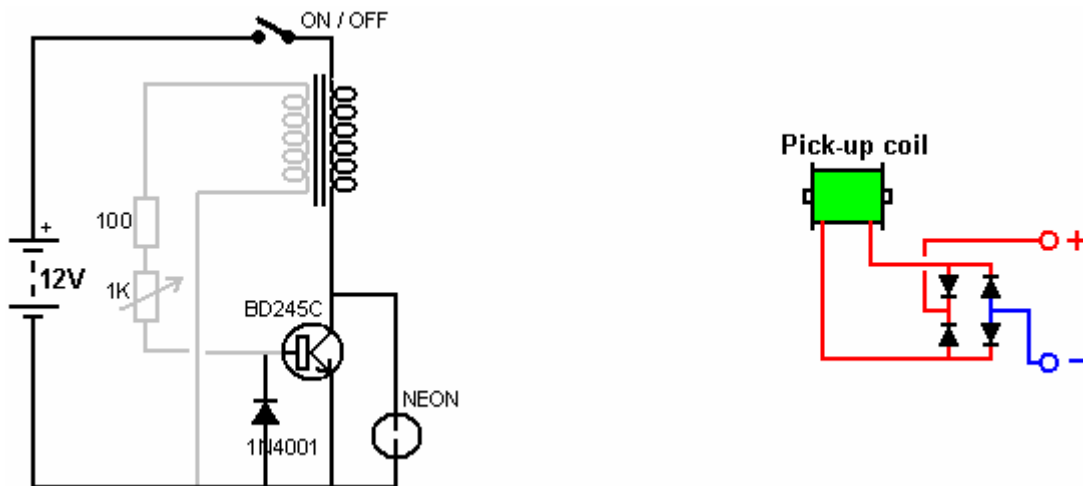 ON / OFF
Pick-up coil
100
+
+
12V
1K
BD245C
NEON
-
1N4001